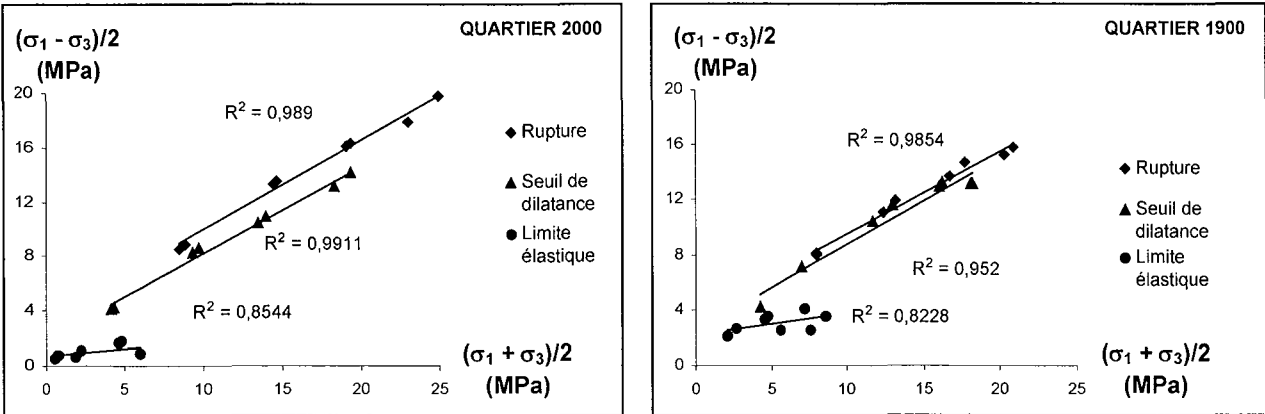 QUARTIER 2000
(σ₁ - σ₃)/2
(MPa)
20
16
12
8
4
0
0 5 10 15 20 25
R² = 0,989
R² = 0,9911
R² = 0,8544
Rupture
Seuil de
dilatance
Limite
élastique
(σ₁ + σ₃)/2
(MPa)
QUARTIER 1900
(σ₁ - σ₃)/2
(MPa)
20
16
12
8
4
0
0 5 10 15 20 25
R² = 0,9854
R² = 0,952
R² = 0,8228
Rupture
Seuil de
dilatance
Limite
élastique
(σ₁ + σ₃)/2
(MPa)